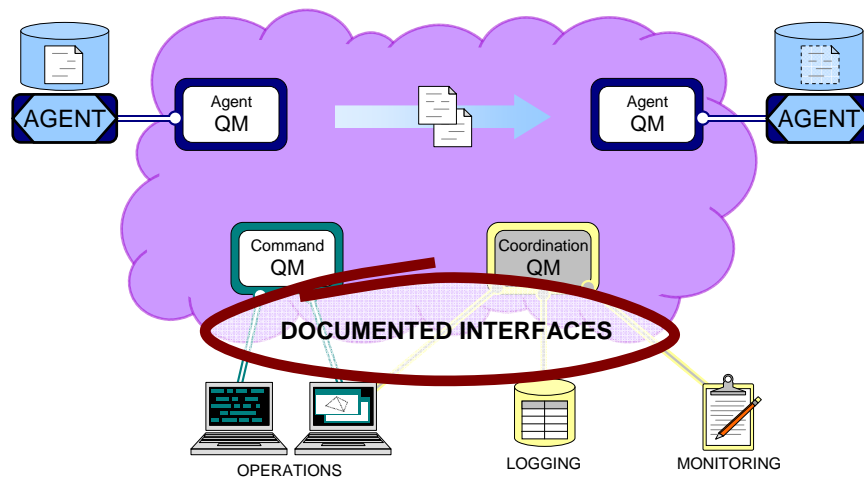 AGENT
Agent
QM
Agent
QM
AGENT
Command
QM
Coordination
QM
DOCUMENTED INTERFACES
OPERATIONS
LOGGING
MONITORING